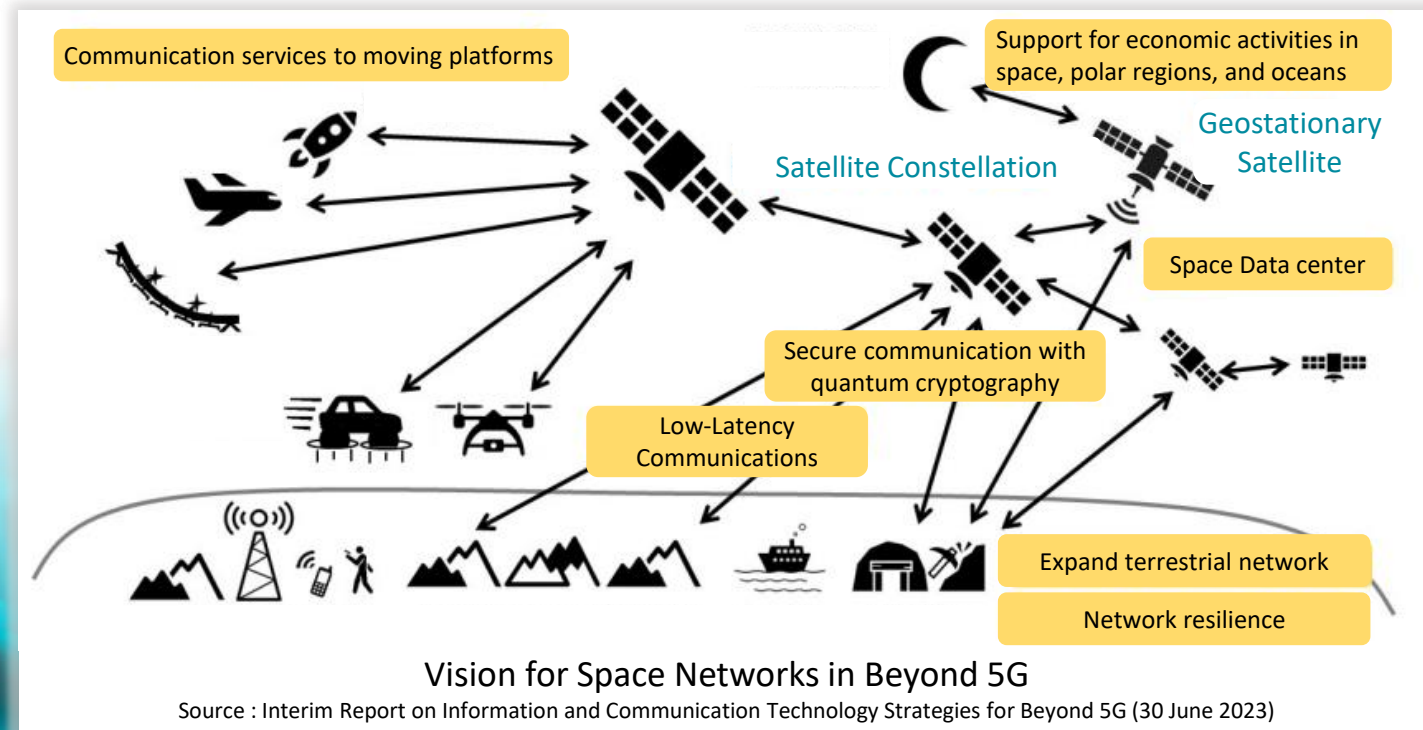 Communication services to moving platforms
Support for economic activities in
space, polar regions, and oceans
Geostationary
Satellite
Satellite Constellation
Space Data center
Secure communication with
quantum cryptography
Low-Latency
Communications
Expand terrestrial network
Network resilience
Vision for Space Networks in Beyond 5G
Source : Interim Report on Information and Communication Technology Strategies for Beyond 5G (30 June 2023)